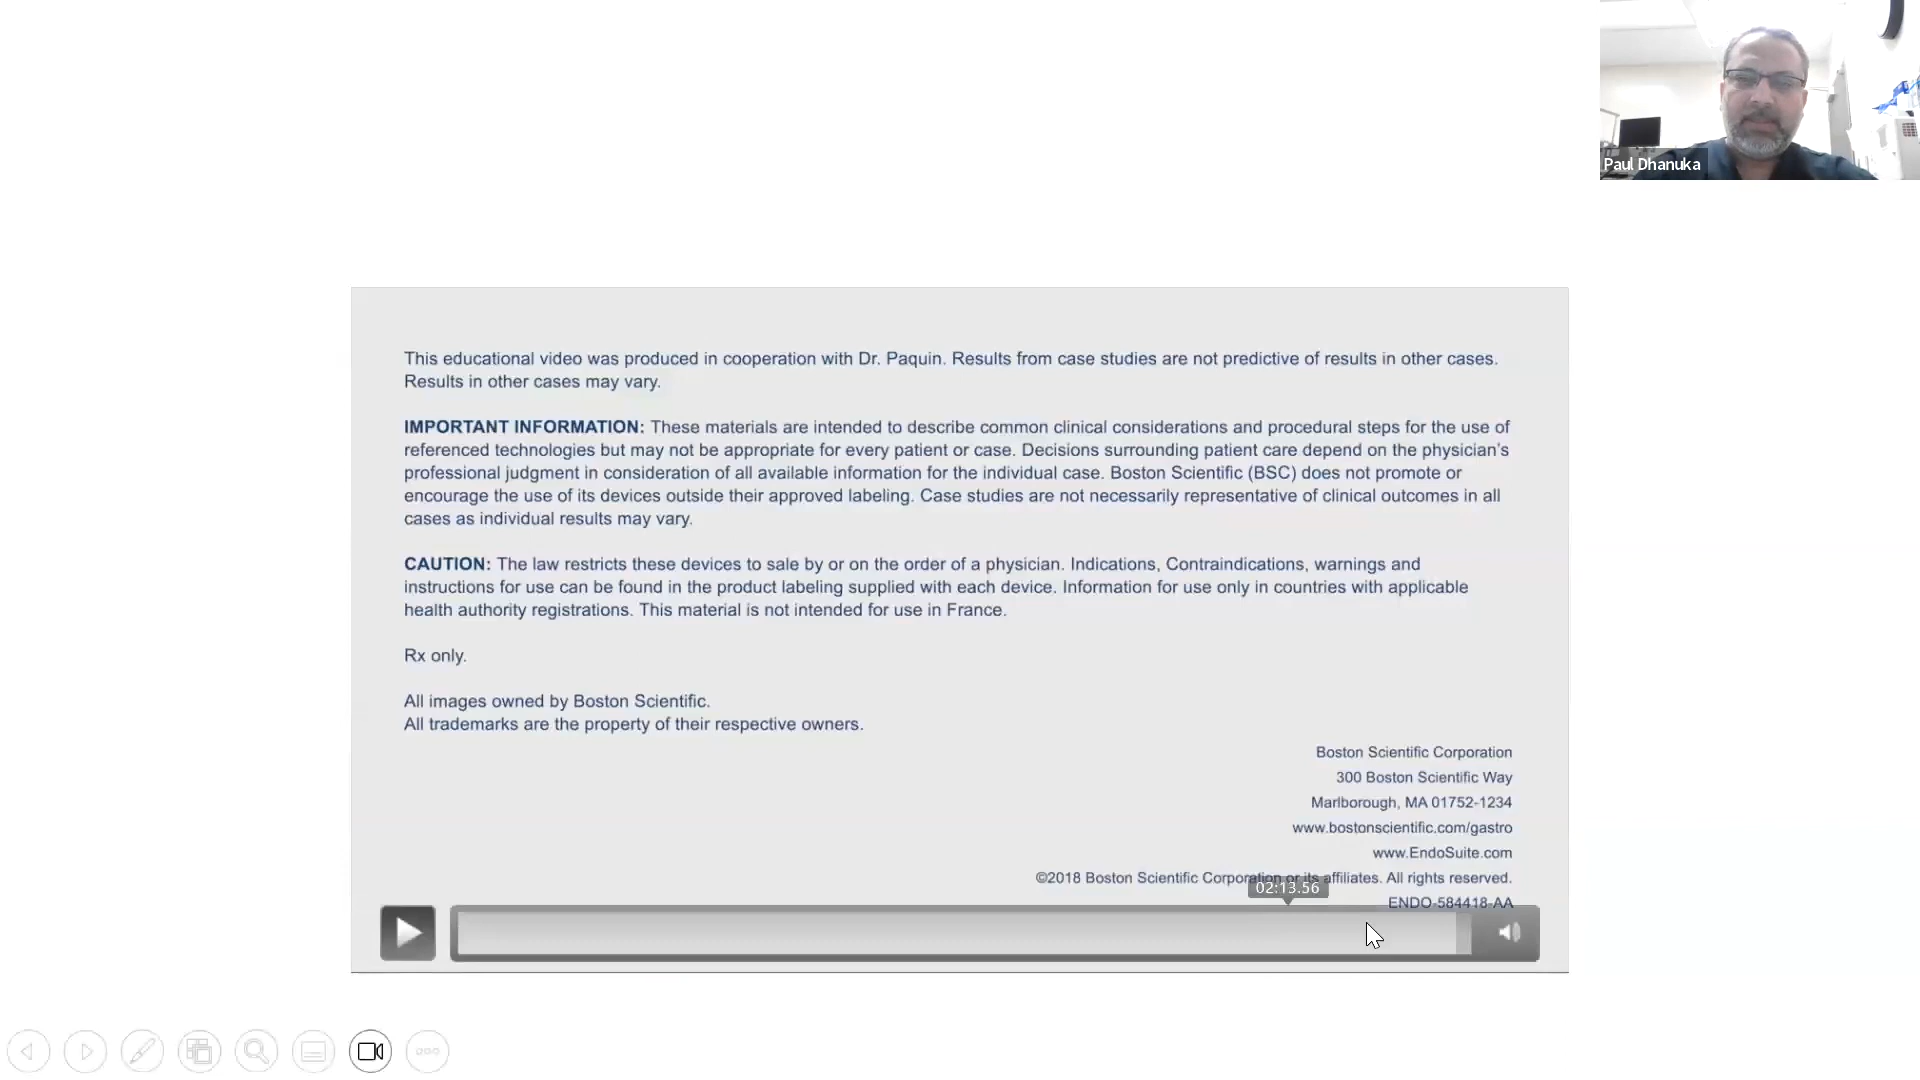 Paul Dhanuka
This educational video was produced in cooperation with Dr. Paquin. Results from case studies are not predictive of results in other cases.
Results in other cases may vary.
IMPORTANT INFORMATION: These materials are intended to describe common clinical considerations and procedural steps for the use of
referenced technologies but may not be appropriate for every patient or case. Decisions surrounding patient care depend on the physician's
professional judgment in consideration of all available information for the individual case. Boston Scientific (BSC) does not promote or
encourage the use of its devices outside their approved labeling. Case studies are not necessarily representative of clinical outcomes in all
cases as individual results may vary.
CAUTION: The law restricts these devices to sale by or on the order of a physician. Indications, Contraindications, warnings and
instructions for use can be found in the product labeling supplied with each device. Information for use only in countries with applicable
health authority registrations. This material is not intended for use in France.
Rx only.
All images owned by Boston Scientific.
All trademarks are the property of their respective owners.
Boston Scientific Corporation
300 Boston Scientific Way
Marlborough, MA 01752-1234
www.bostonscientific.com/gastro
www.EndoSuite.com
©2018 Boston Scientific Corporation or its affiliates. All rights reserved.
02:13.56
ENDO-584418-AA